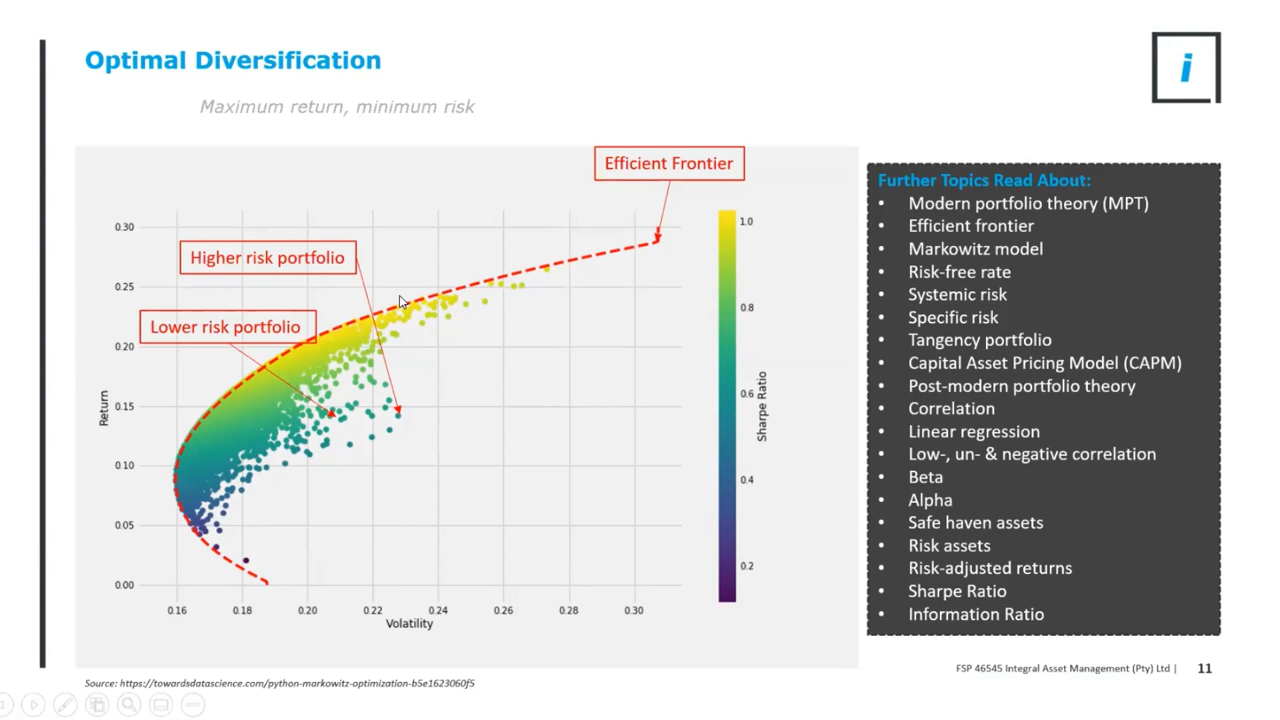 Optimal Diversification
i
Maximum return, minimum risk
Efficient Frontier
Higher risk portfolio
Lower risk portfolio
Return
0.30
0.25
0.20
0.15
0.10
0.05
0.00
0.16 0.18 0.20 0.22 0.24 0.26 0.28 0.30
Volatility
1.0
0.8
0.6
0.4
0.2
Sharpe Ratio
Further Topics Read About:
• Modern portfolio theory (MPT)
• Efficient frontier
• Markowitz model
• Risk-free rate
• Systemic risk
• Specific risk
• Tangency portfolio
• Capital Asset Pricing Model (CAPM)
• Post-modern portfolio theory
• Correlation
• Linear regression
• Low-, un- & negative correlation
• Beta
• Alpha
• Safe haven assets
• Risk assets
• Risk-adjusted returns
• Sharpe Ratio
• Information Ratio
FSP 46545 Integral Asset Management (Pty) Ltd | 11
Source: https://towardsdatascience.com/python-markowitz-optimization-b5e1623060f5